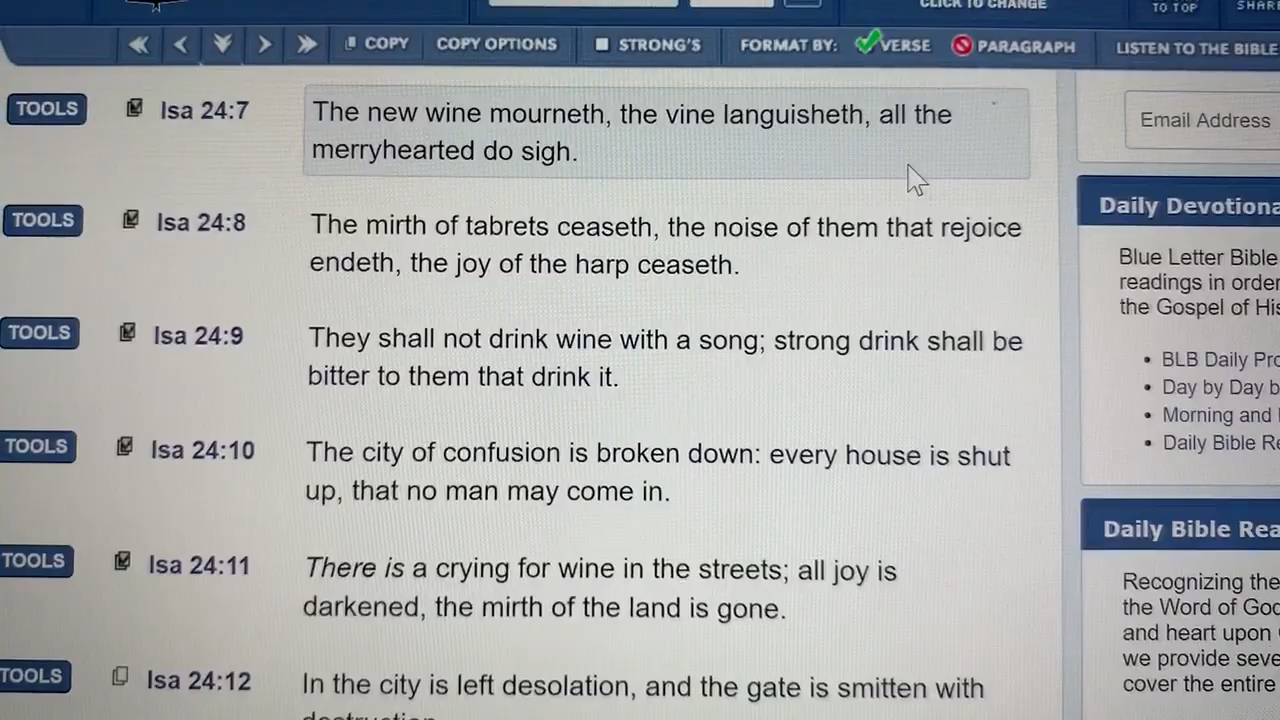 CLICK TO CHANGE
TO TOP
SHARE
COPY
COPY OPTIONS
STRONG'S
FORMAT BY:
VERSE
PARAGRAPH
LISTEN TO THE BIBLE
TOOLS Isa 24:7 The new wine mourneth, the vine languisheth, all the
merryhearted do sigh.
TOOLS Isa 24:8 The mirth of tabrets ceaseth, the noise of them that rejoice
endeth, the joy of the harp ceaseth.
TOOLS Isa 24:9 They shall not drink wine with a song; strong drink shall be
bitter to them that drink it.
TOOLS Isa 24:10 The city of confusion is broken down: every house is shut
up, that no man may come in.
TOOLS Isa 24:11 There is a crying for wine in the streets; all joy is
darkened, the mirth of the land is gone.
TOOLS Isa 24:12 In the city is left desolation, and the gate is smitten with
destruction.
Email Address
Daily Devotiona
Blue Letter Bible
readings in order
the Gospel of His
• BLB Daily Pro
• Day by Day b
• Morning and
• Daily Bible Re
Daily Bible Rea
Recognizing the
the Word of God
and heart upon
we provide seve
cover the entire